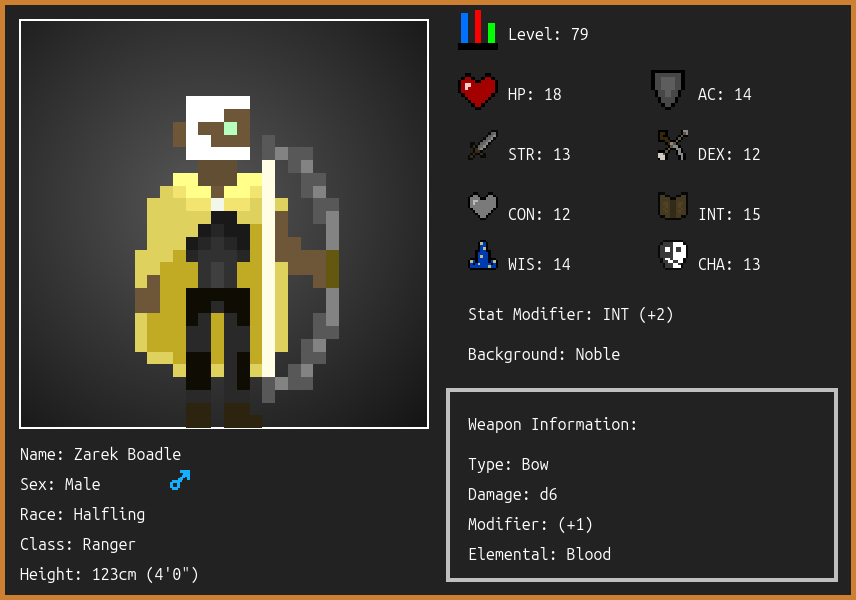 Level: 79
HP: 18
AC: 14
STR: 13
DEX: 12
CON: 12
INT: 15
WIS: 14
CHA: 13
Stat Modifier: INT (+2)
Background: Noble
Weapon Information:
Type: Bow
Damage: d6
Modifier: (+1)
Elemental: Blood
Name: Zarek Boadle
Sex: Male
Race: Halfling
Class: Ranger
Height: 123cm (4'0")